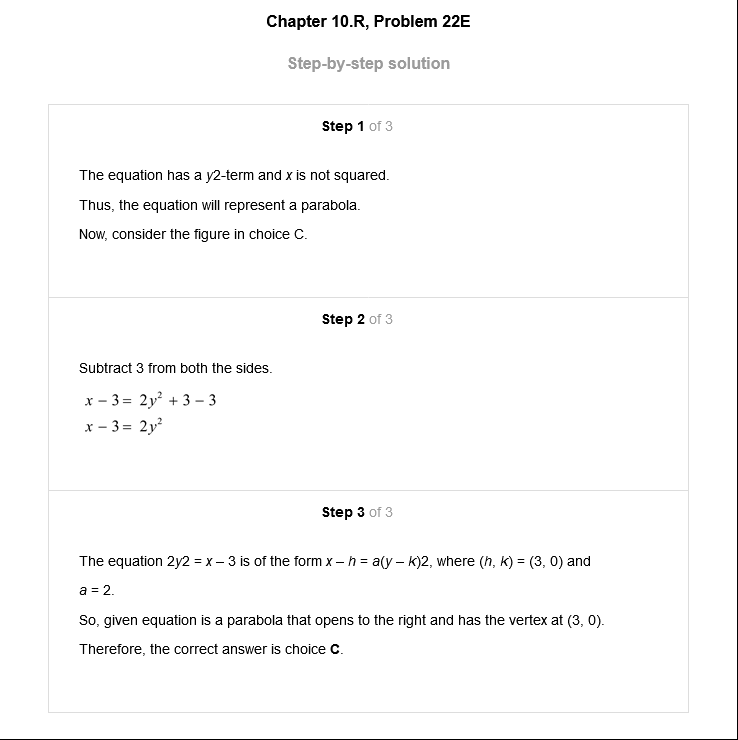 Chapter 10.R, Problem 22E
Step-by-step solution
Step 1 of 3
The equation has a y2-term and x is not squared.
Thus, the equation will represent a parabola.
Now, consider the figure in choice C.
Step 2 of 3
Subtract 3 from both the sides.
x − 3 = 2y² + 3 − 3
x − 3 = 2y²
Step 3 of 3
The equation 2y2 = x – 3 is of the form x – h = a(y – k)2, where (h, k) = (3, 0) and
a = 2.
So, given equation is a parabola that opens to the right and has the vertex at (3, 0).
Therefore, the correct answer is choice C.